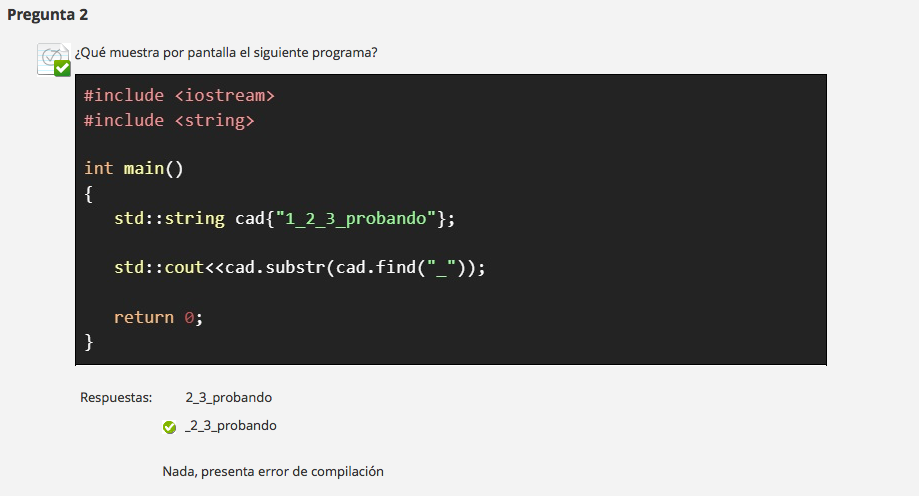 Pregunta 2
¿Qué muestra por pantalla el siguiente programa?
#include <iostream>
#include <string>
int main()
{
std::string cad{"1_2_3_probando"};
std::cout<<cad.substr(cad.find("_"));
return 0;
}
Respuestas: 2_3_probando
_2_3_probando
Nada, presenta error de compilación